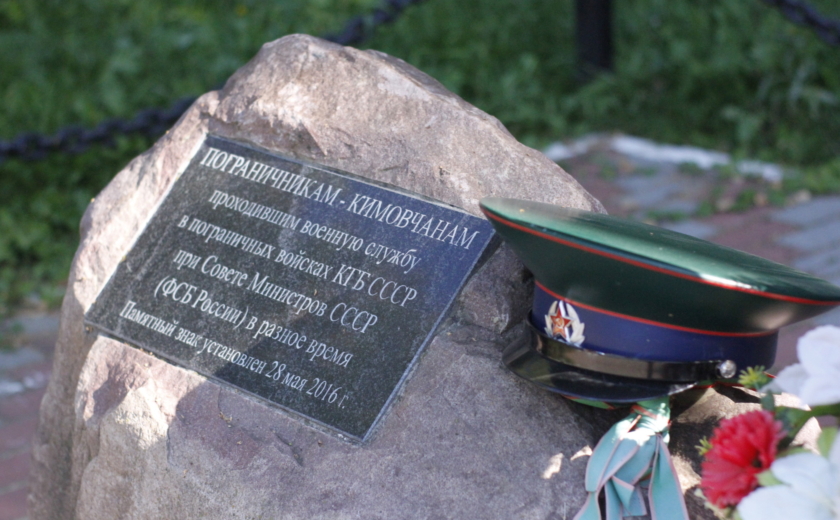 ПОГРАНИЧНИКАМ - КИМОВЧАНАМ
проходившим военную службу
в пограничных войсках КГБ СССР
при Совете Министров СССР
(ФСБ России) в разное время
Памятный знак установлен 28 мая 2016 г.